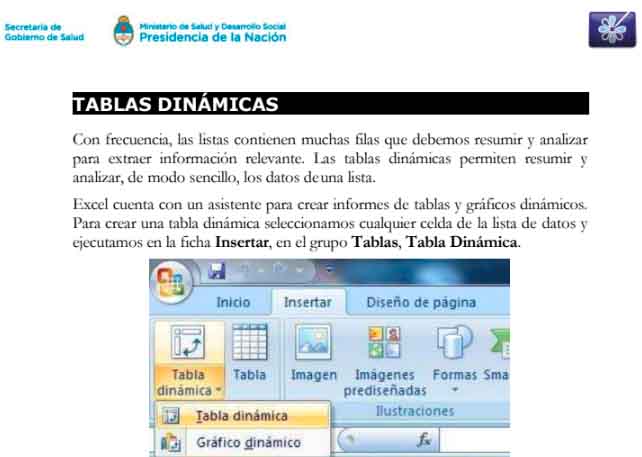 Secretaría de
Gobierno de Salud
Ministerio de Salud y Desarrollo Social
Presidencia de la Nación
TABLAS DINÁMICAS
Con frecuencia, las listas contienen muchas filas que debemos resumir y analizar
para extraer información relevante. Las tablas dinámicas permiten resumir y
analizar, de modo sencillo, los datos de una lista.
Excel cuenta con un asistente para crear informes de tablas y gráficos dinámicos.
Para crear una tabla dinámica seleccionamos cualquier celda de la lista de datos y
ejecutamos en la ficha Insertar, en el grupo Tablas, Tabla Dinámica.
Inicio Insertar Diseño de página
Tabla dinámica
Tabla
Imagen
Imágenes prediseñadas
Formas
Sma
Ilustraciones
Tabla dinámica
Gráfico dinámico
fx